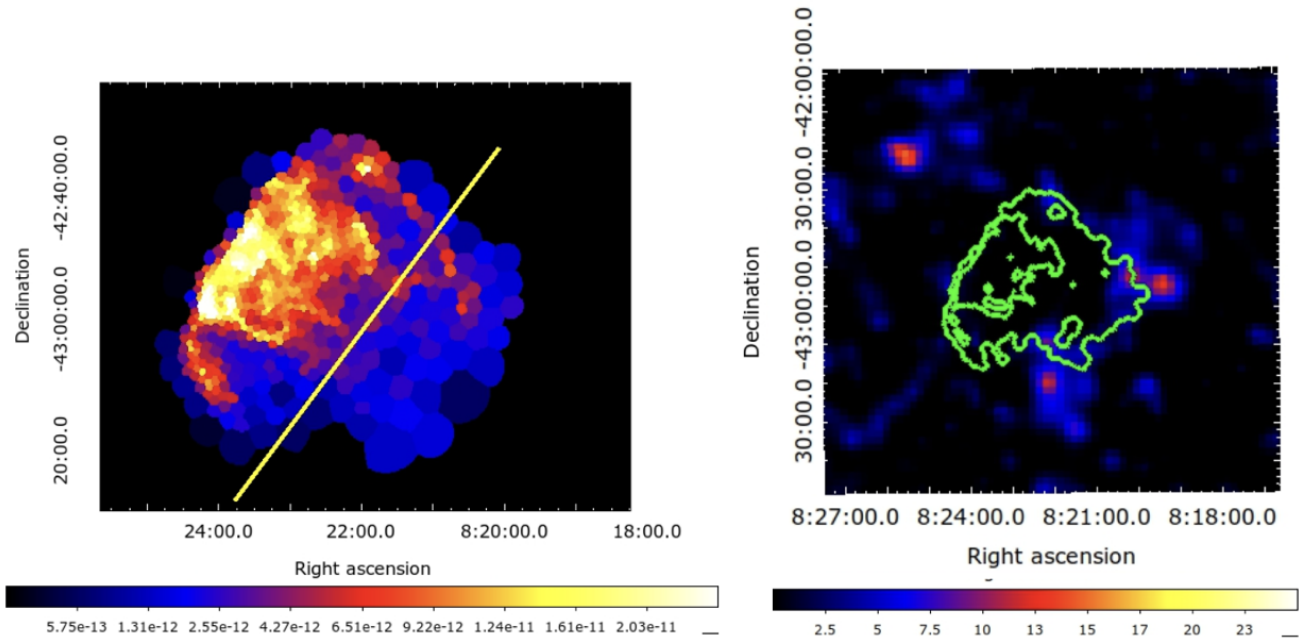 Declination
-42:40:00.0
-43:00:00.0
20:00.0
24:00.0 22:00.0 8:20:00.0 18:00.0
Right ascension
5.75e-13 1.31e-12 2.55e-12 4.27e-12 6.51e-12 9.22e-12 1.24e-11 1.61e-11 2.03e-11
Declination
-42:00:00.0
30:00.0
-43:00:00.0
30:00.0
8:27:00.0 8:24:00.0 8:21:00.0 8:18:00.0
Right ascension
2.5 5 7.5 10 13 15 17 20 23